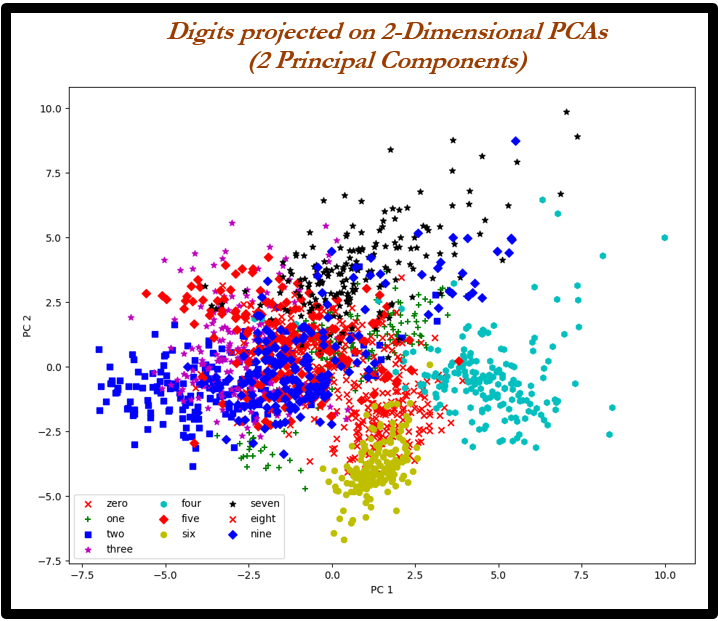 Digits projected on 2-Dimensional PCAs
(2 Principal Components)
10.0
7.5
5.0
2.5
0.0
−2.5
−5.0
−7.5
PC 2
zero four seven
one five eight
two six nine
three
−7.5 −5.0 −2.5 0.0 2.5 5.0 7.5 10.0
PC 1